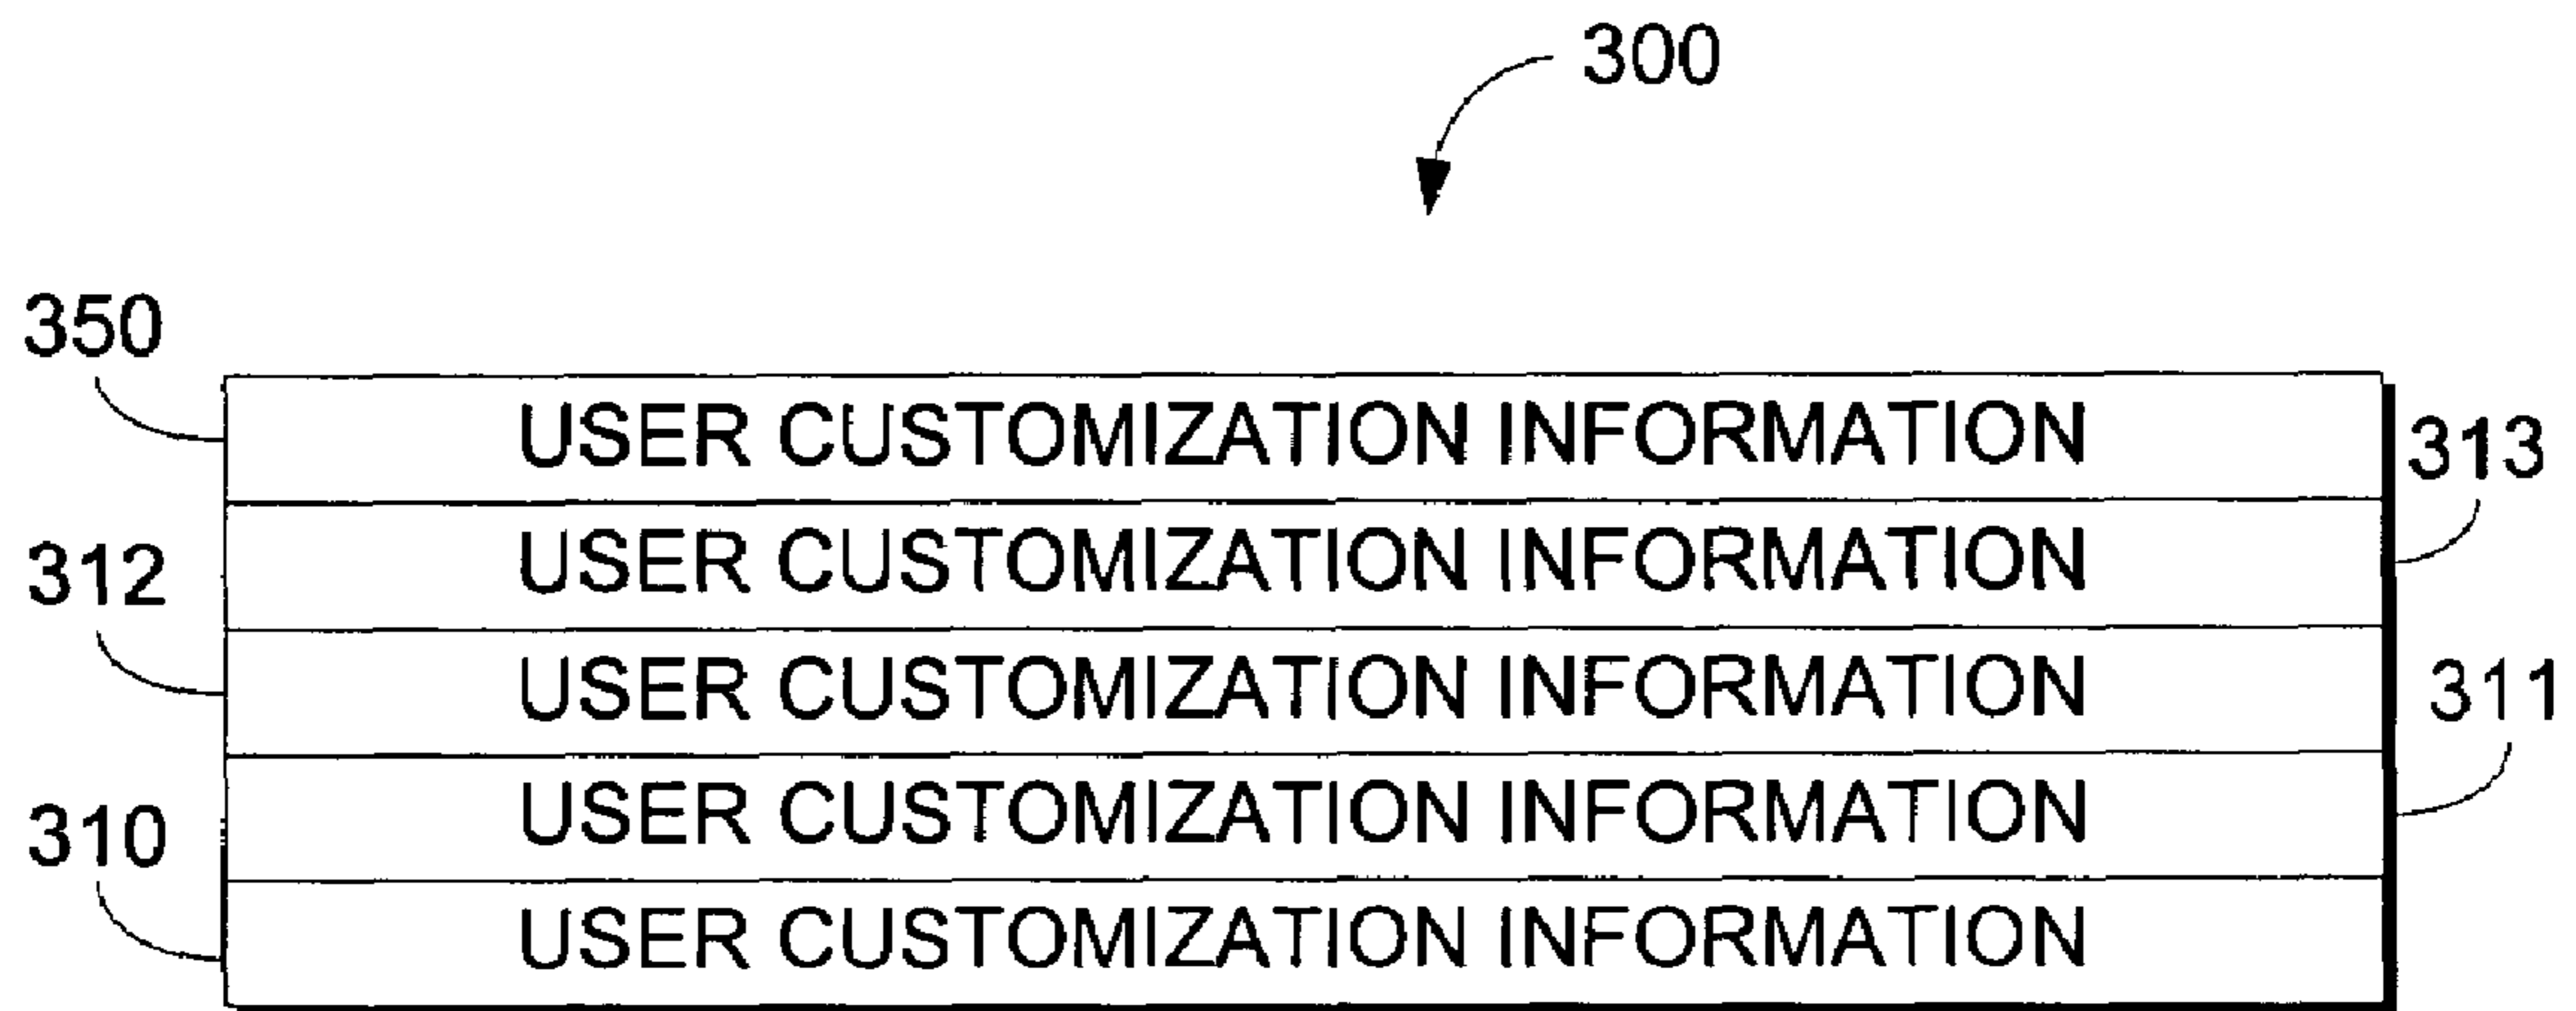 300
350
USER CUSTOMIZATION INFORMATION
313
USER CUSTOMIZATION INFORMATION
312
USER CUSTOMIZATION INFORMATION
311
USER CUSTOMIZATION INFORMATION
310
USER CUSTOMIZATION INFORMATION